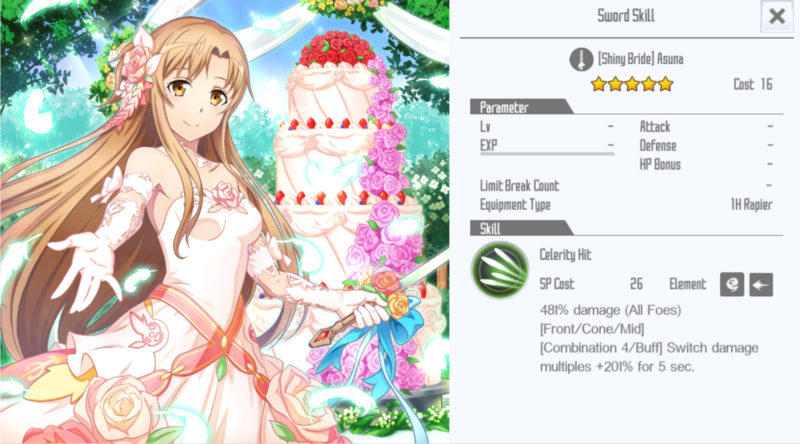 Sword Skill
[Shiny Bride] Asuna
Cost 16
Parameter
Lv - Attack -
EXP - Defense -
HP Bonus -
Limit Break Count -
Equipment Type 1H Rapier
Skill
Celerity Hit
SP Cost 26 Element
481% damage (All Foes)
[Front/Cone/Mid]
[Combination 4/Buff] Switch damage
multiples +201% for 5 sec.